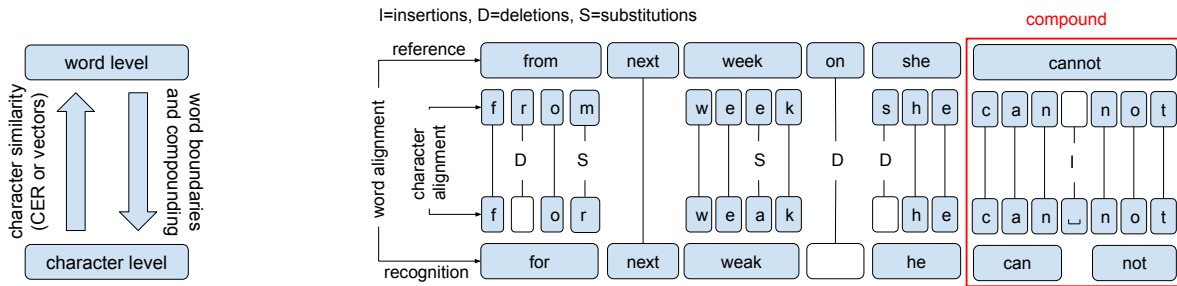 I=insertions, D=deletions, S=substitutions
compound
word level
character level
character similarity
(CER or vectors)
word boundaries
and compounding
word alignment
character
alignment
reference
from next week on she cannot
f r o m w e e k s h e c a n n o t
D S S D D I
f o r w e a k h e c a n ␣ n o t
for next weak he can not
recognition